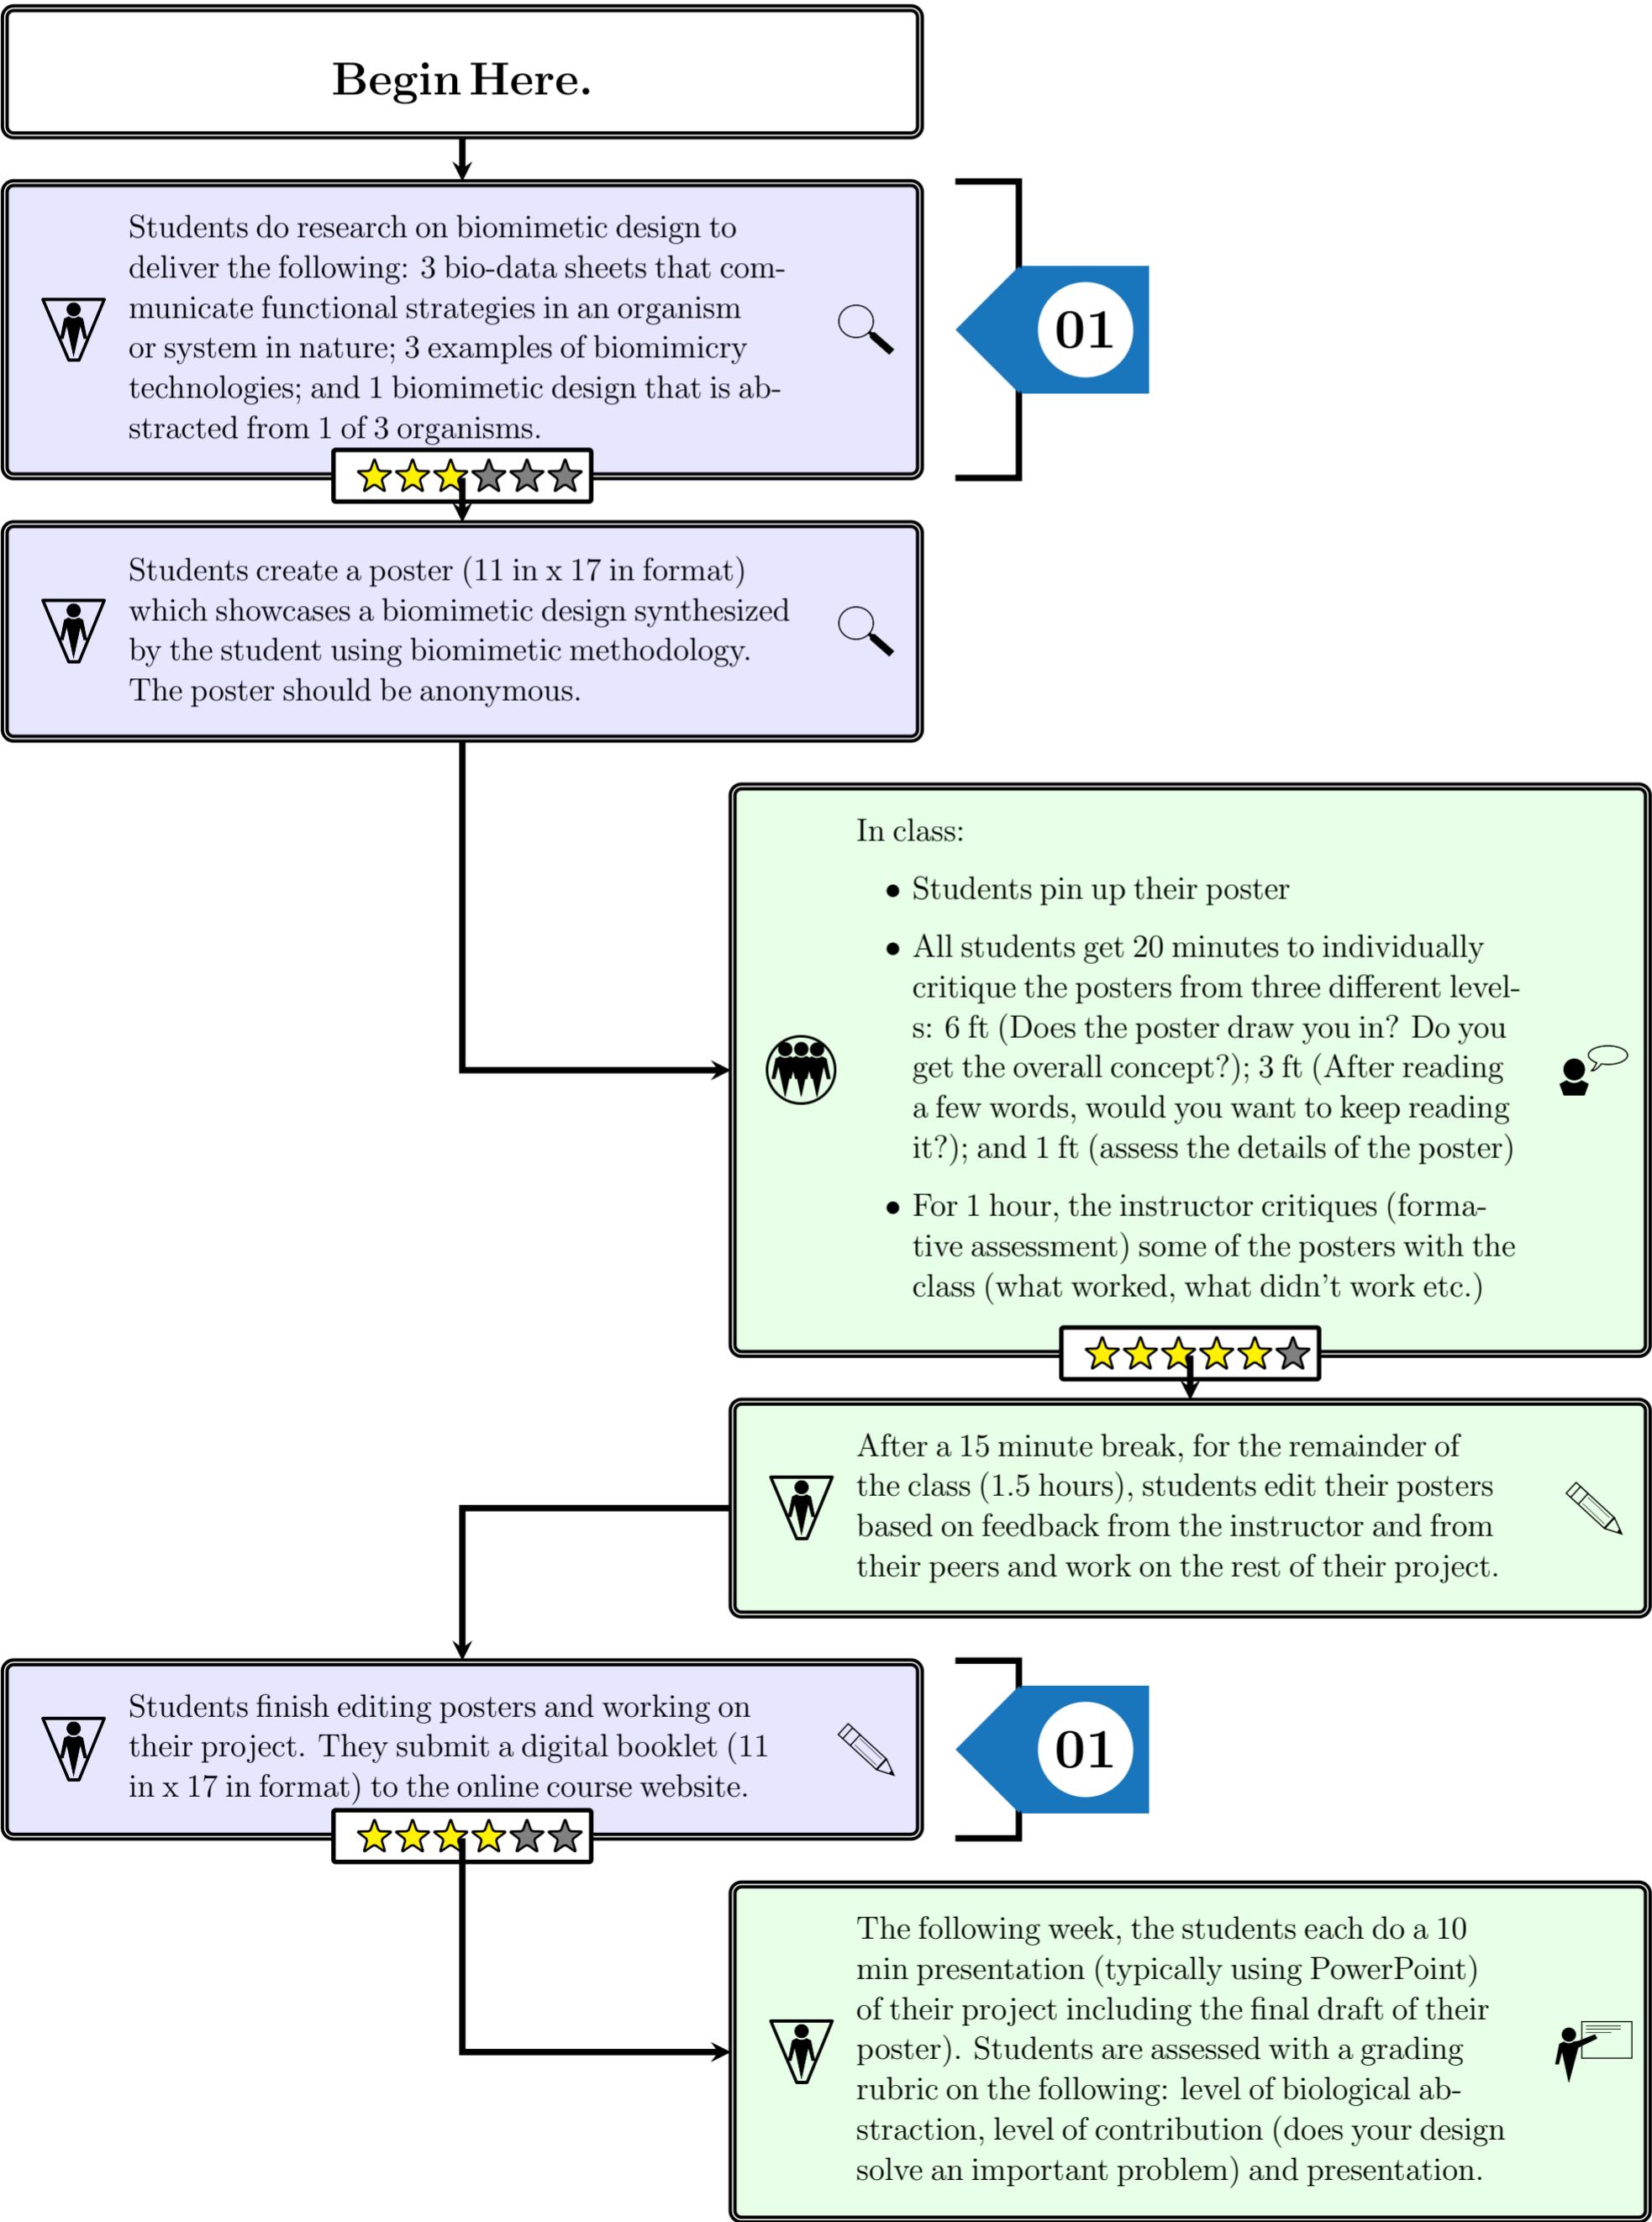 Begin Here.
Students do research on biomimetic design to
deliver the following: 3 bio-data sheets that com-
municate functional strategies in an organism
or system in nature; 3 examples of biomimicry
technologies; and 1 biomimetic design that is ab-
stracted from 1 of 3 organisms.
01
Students create a poster (11 in x 17 in format)
which showcases a biomimetic design synthesized
by the student using biomimetic methodology.
The poster should be anonymous.
In class:
• Students pin up their poster
• All students get 20 minutes to individually
critique the posters from three different level-
s: 6 ft (Does the poster draw you in? Do you
get the overall concept?); 3 ft (After reading
a few words, would you want to keep reading
it?); and 1 ft (assess the details of the poster)
• For 1 hour, the instructor critiques (forma-
tive assessment) some of the posters with the
class (what worked, what didn't work etc.)
After a 15 minute break, for the remainder of
the class (1.5 hours), students edit their posters
based on feedback from the instructor and from
their peers and work on the rest of their project.
Students finish editing posters and working on
their project. They submit a digital booklet (11
in x 17 in format) to the online course website.
01
The following week, the students each do a 10
min presentation (typically using PowerPoint)
of their project including the final draft of their
poster). Students are assessed with a grading
rubric on the following: level of biological ab-
straction, level of contribution (does your design
solve an important problem) and presentation.